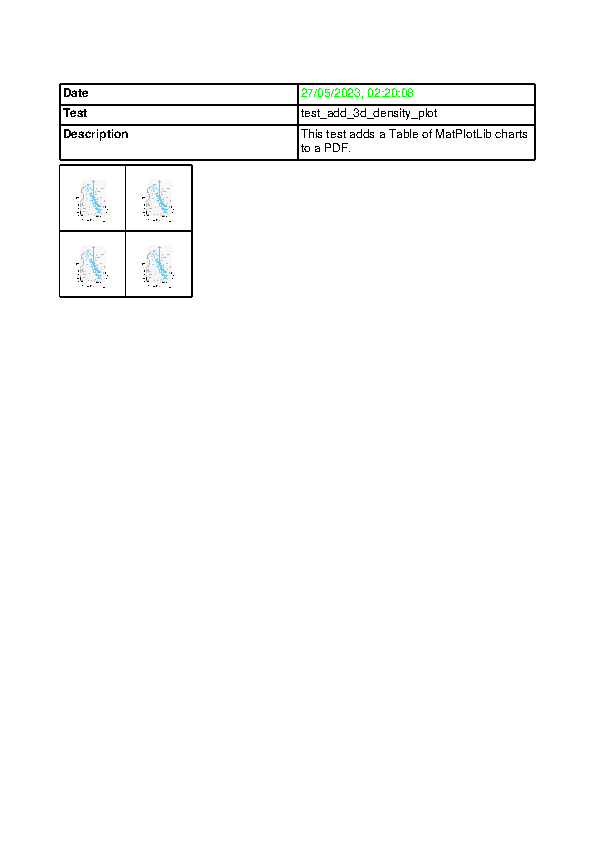 Date 27/05/2023, 02:20:08
Test test_add_3d_density_plot
Description This test adds a Table of MatPlotLib charts
to a PDF.